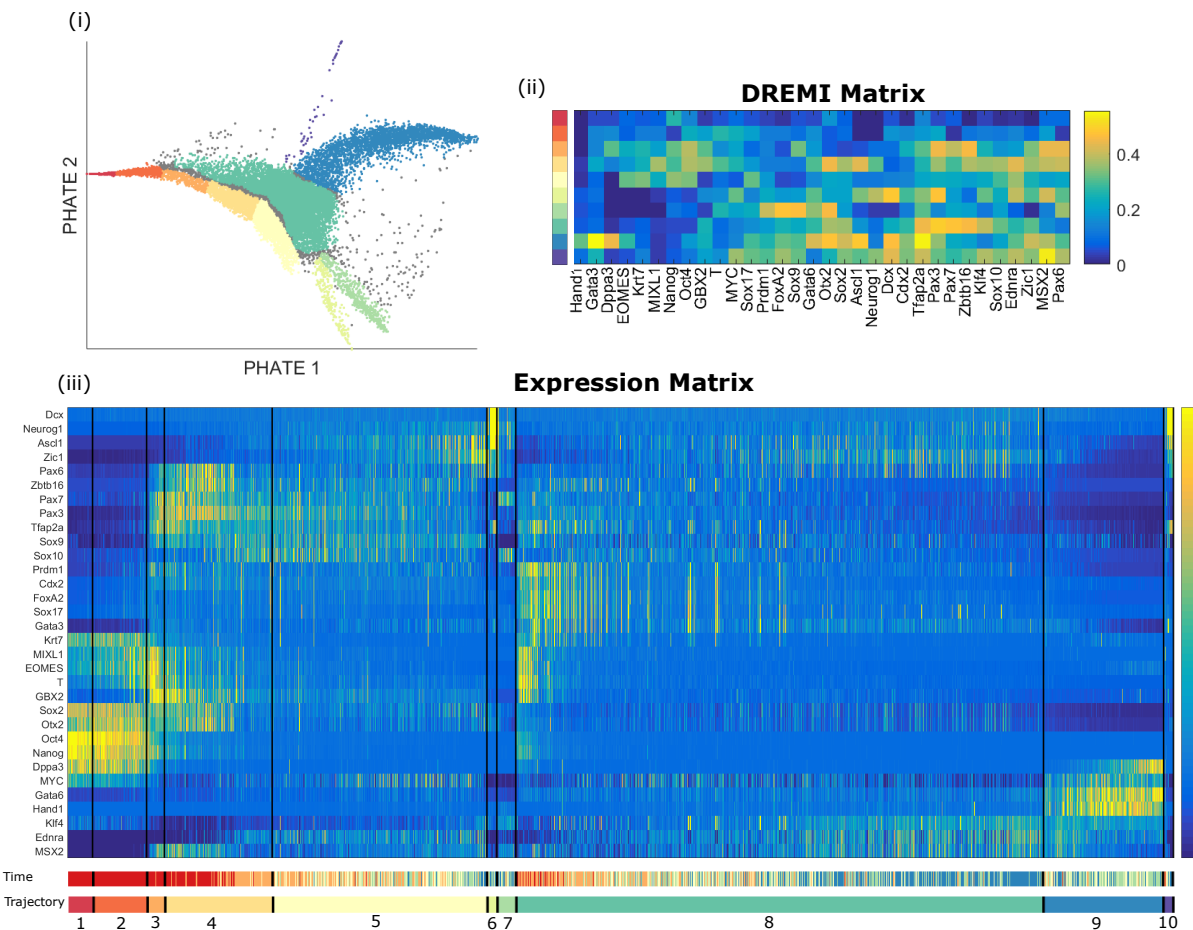 (i)
PHATE 2
PHATE 1
(ii)
DREMI Matrix
Hand1
Gata3
Dppa3
EOMES
Krt7
MIXL1
Nanog
Oct4
GBX2
T
MYC
Sox17
Prdm1
FoxA2
Sox9
Gata6
Otx2
Sox2
Ascl1
Neurog1
Dcx
Cdx2
Tfap2a
Pax3
Pax7
Zbtb16
Klf4
Sox10
Ednra
Zic1
MSX2
Pax6
0.4
0.2
0
(iii)
Expression Matrix
Dcx
Neurog1
Ascl1
Zic1
Pax6
Zbtb16
Pax7
Pax3
Tfap2a
Sox9
Sox10
Prdm1
Cdx2
FoxA2
Sox17
Gata3
Krt7
MIXL1
EOMES
T
GBX2
Sox2
Otx2
Oct4
Nanog
Dppa3
MYC
Gata6
Hand1
Klf4
Ednra
MSX2
Time
Trajectory
1 2 3 4 5 6 7 8 9 10